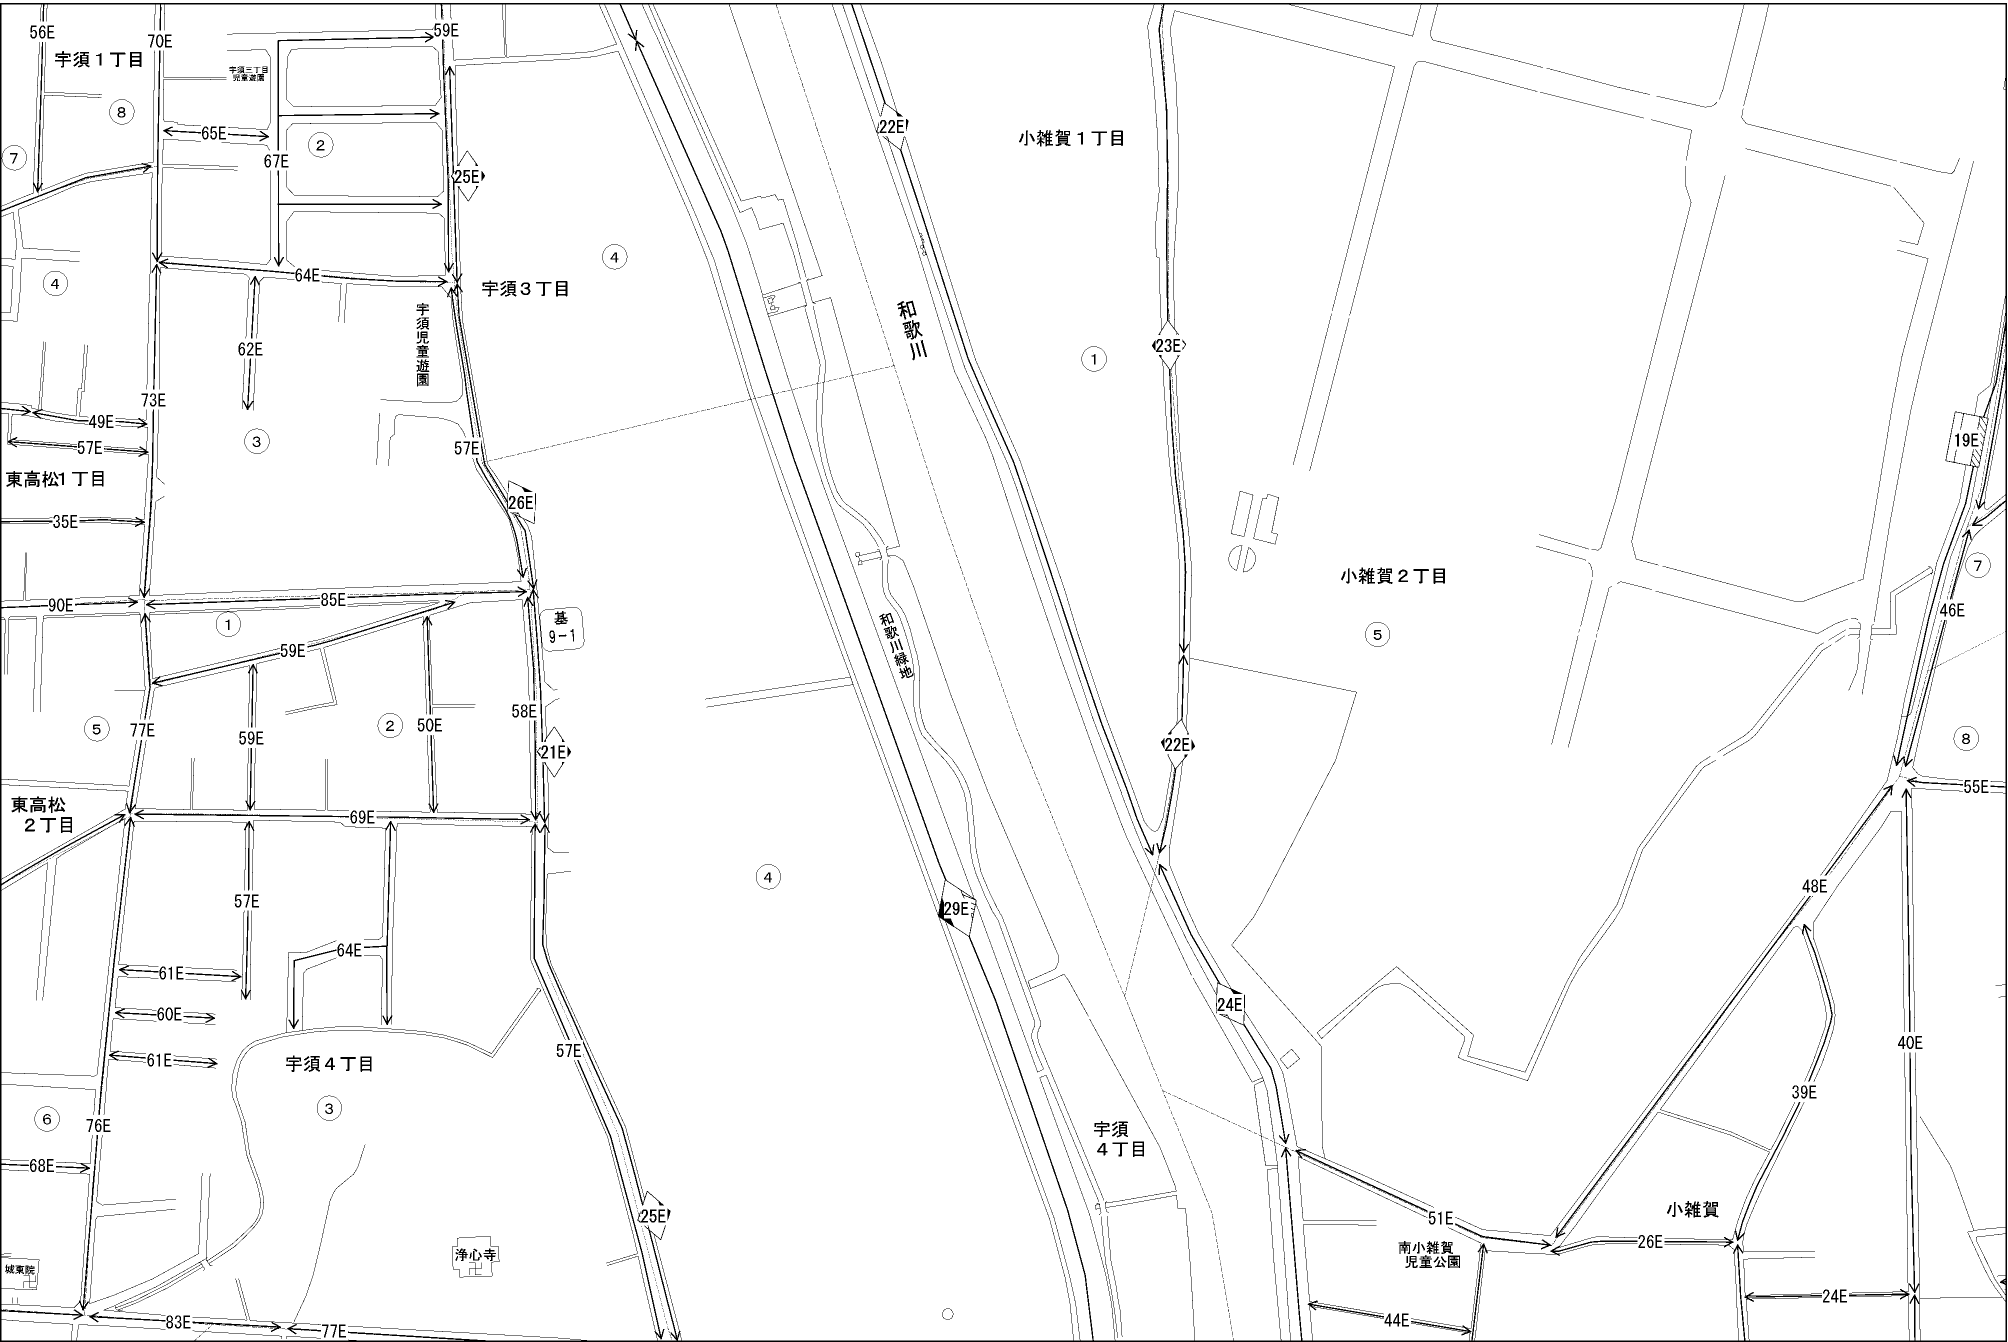 56E
70E
59E
宇須１丁目
宇須三丁目
児童遊園
8
22E
65E
2
小雑賀１丁目
7
67E
25E
4
4
64E
宇須３丁目
宇須児童遊園
和歌川
62E
23E
1
73E
49E
3
57E
57E
19E
東高松1丁目
26E
35E
7
小雑賀２丁目
90E
85E
46E
1
基
9-1
5
和歌川緑地
59E
58E
5
77E
59E
2
50E
21E
22E
8
55E
東高松
２丁目
69E
4
48E
57E
29E
64E
61E
24E
60E
57E
40E
61E
宇須４丁目
39E
3
6
76E
宇須
４丁目
68E
25E
51E
小雑賀
26E
浄心寺
南小雑賀
児童公園
城東院
24E
83E
77E
44E